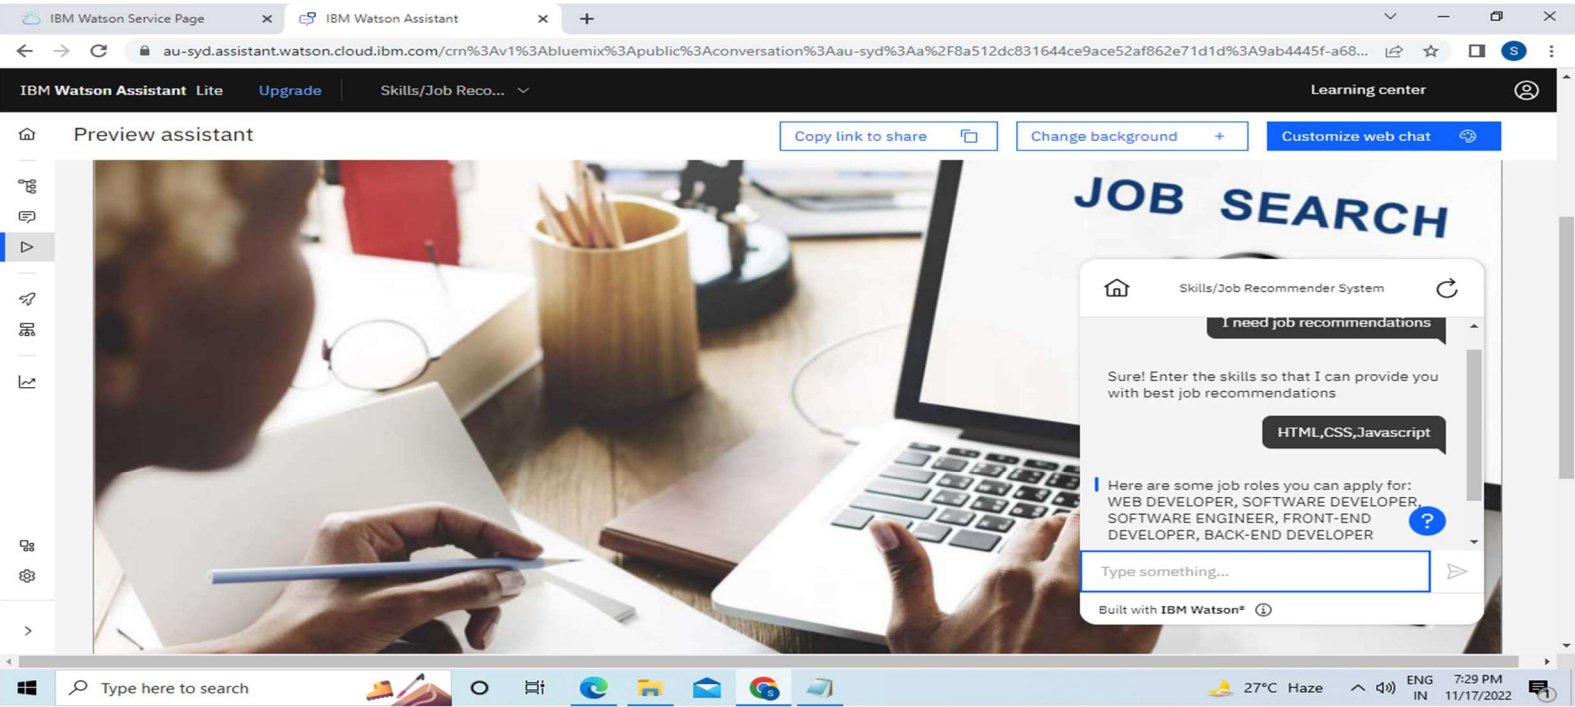 IBM Watson Service Page
IBM Watson Assistant
au-syd.assistant.watson.cloud.ibm.com/crn%3Av1%3Abluemix%3Apublic%3Aconversation%3Aau-syd%3Aa%2F8a512dc831644ce9ace52af862e71d1d%3A9ab4445f-a68...
S
IBM Watson Assistant Lite Upgrade Skills/Job Reco... Learning center
Preview assistant Copy link to share Change background + Customize web chat
JOB SEARCH
Skills/Job Recommender System
I need job recommendations
Sure! Enter the skills so that I can provide you
with best job recommendations
HTML,CSS,Javascript
Here are some job roles you can apply for:
WEB DEVELOPER, SOFTWARE DEVELOPER,
SOFTWARE ENGINEER, FRONT-END
DEVELOPER, BACK-END DEVELOPER
?
Type something...
Built with IBM Watson®
Type here to search
27°C Haze
ENG
IN
7:29 PM
11/17/2022
1